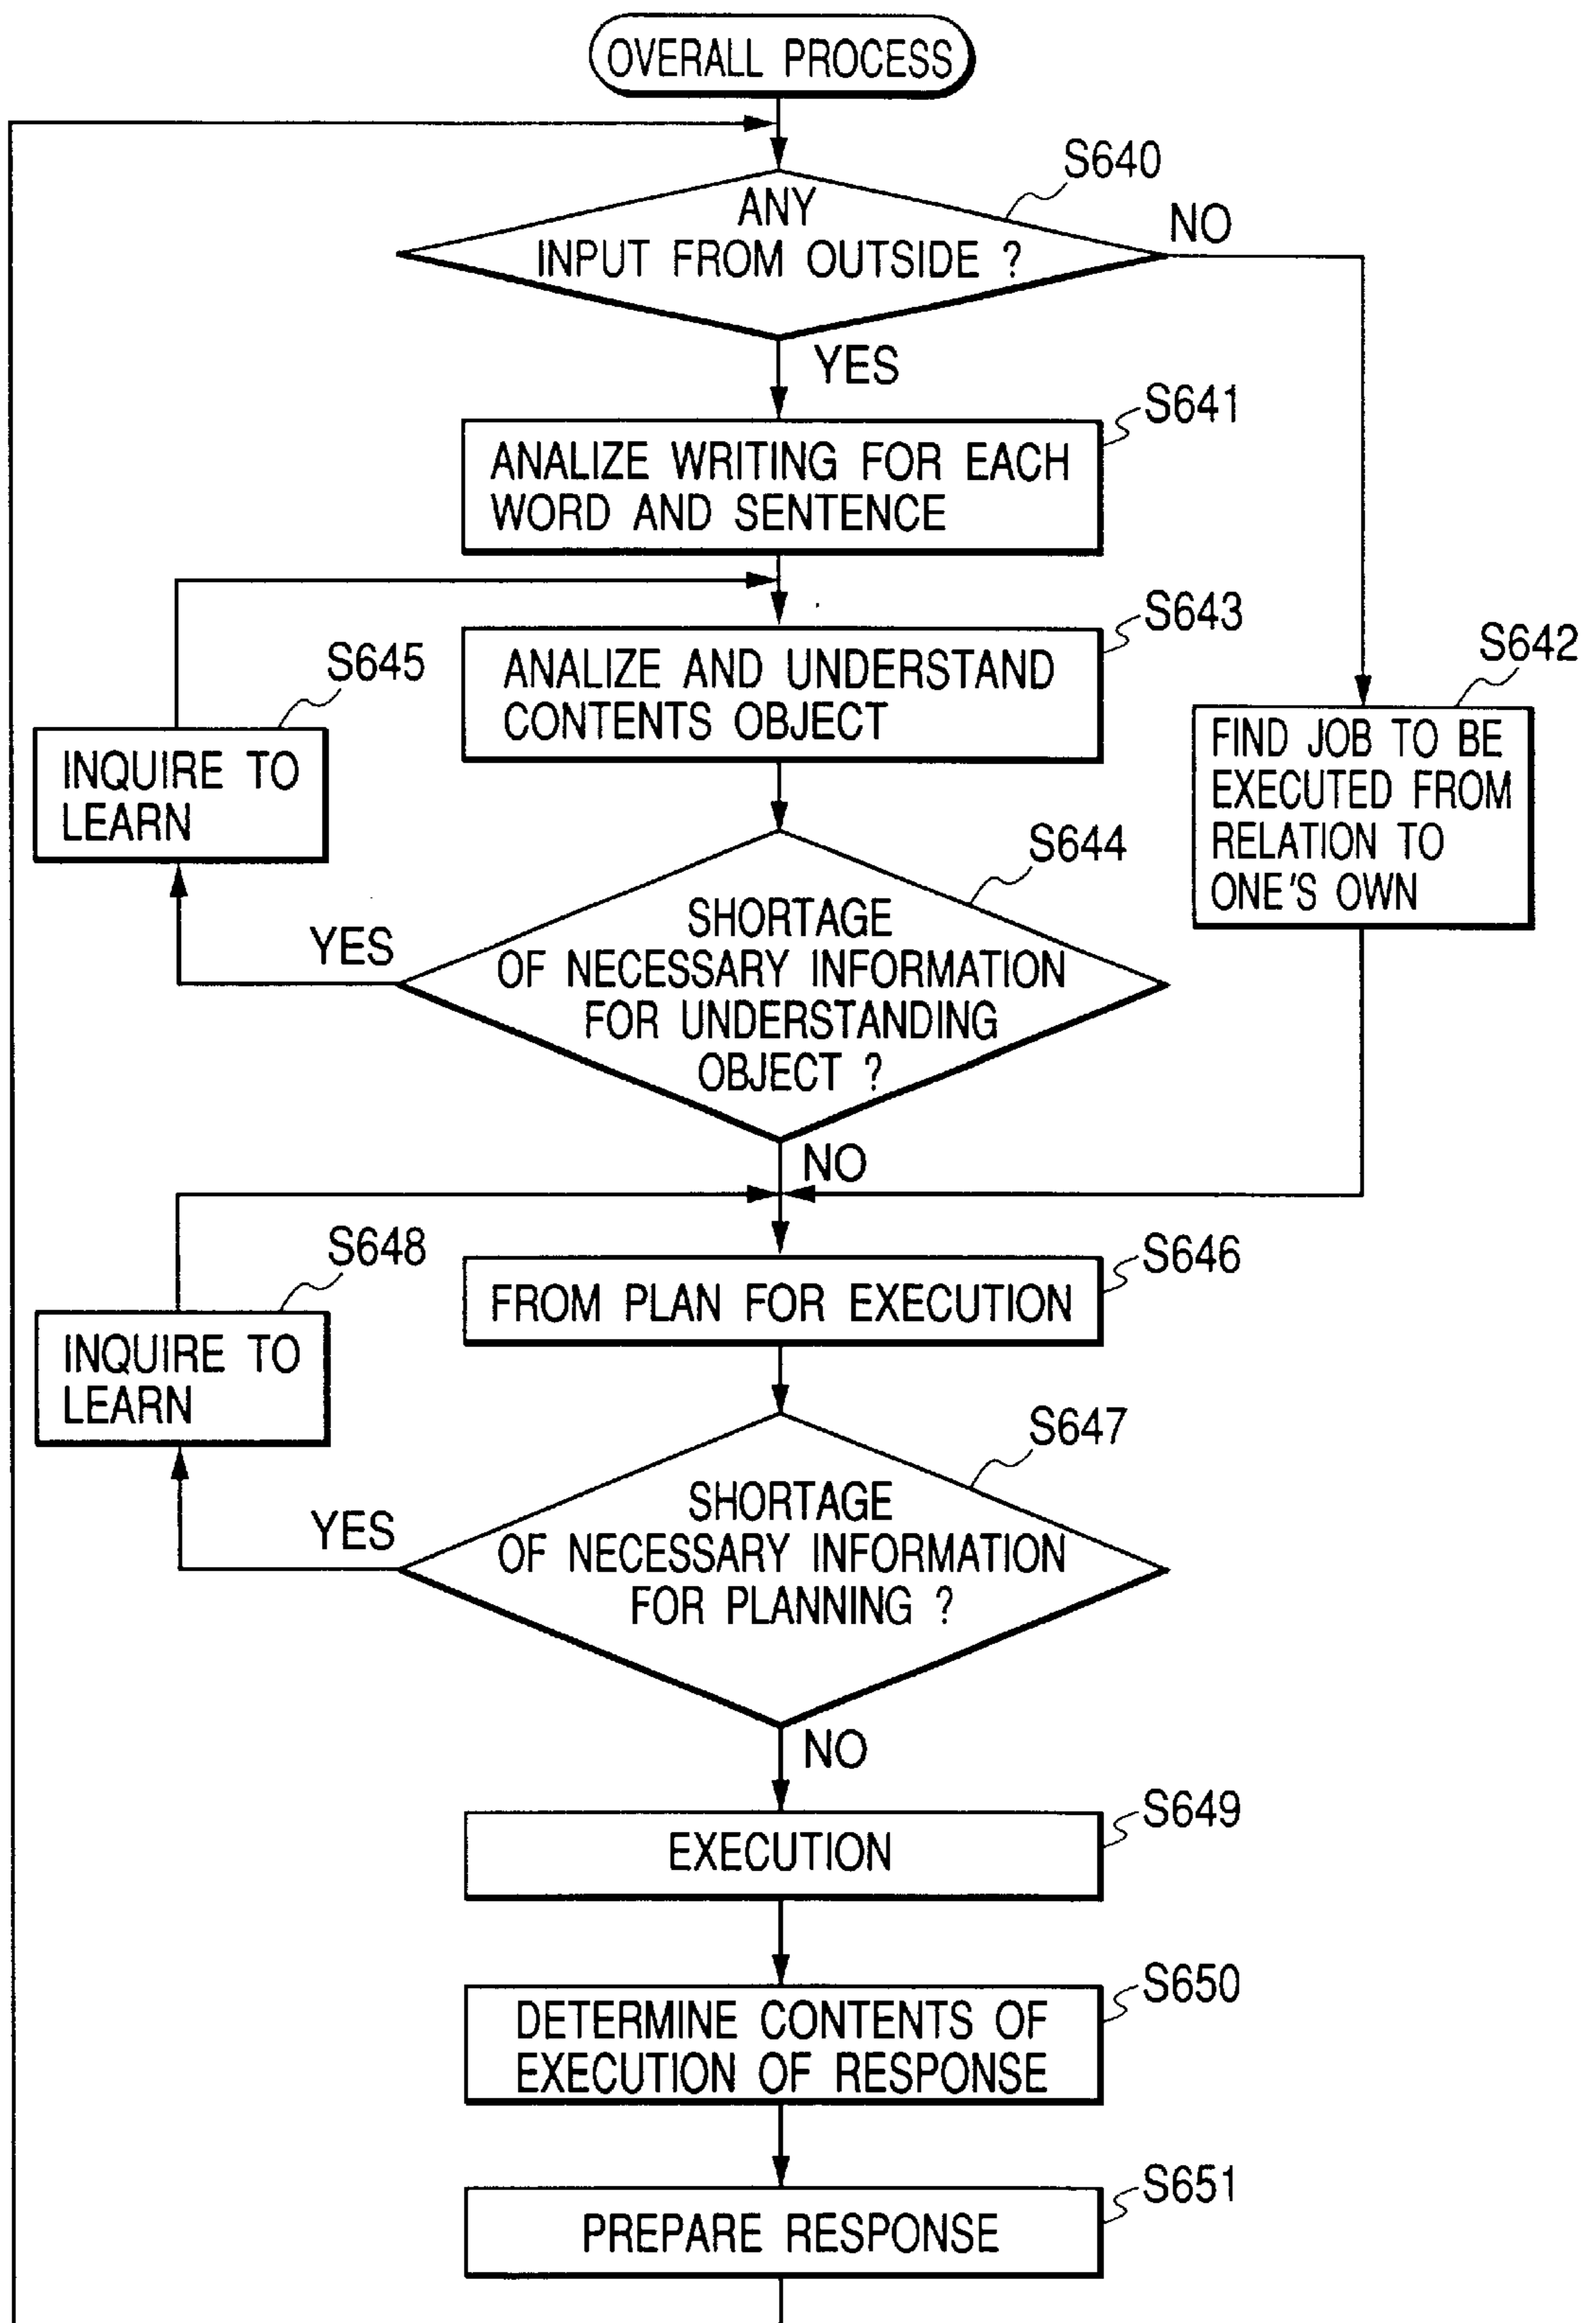 OVERALL PROCESS
S640
ANY
INPUT FROM OUTSIDE ?
NO
YES
S641
ANALIZE WRITING FOR EACH
WORD AND SENTENCE
S643
ANALIZE AND UNDERSTAND
CONTENTS OBJECT
S645
INQUIRE TO
LEARN
S642
FIND JOB TO BE
EXECUTED FROM
RELATION TO
ONE'S OWN
S644
SHORTAGE
OF NECESSARY INFORMATION
FOR UNDERSTANDING
OBJECT ?
YES
NO
S648
INQUIRE TO
LEARN
S646
FROM PLAN FOR EXECUTION
S647
SHORTAGE
OF NECESSARY INFORMATION
FOR PLANNING ?
YES
NO
S649
EXECUTION
S650
DETERMINE CONTENTS OF
EXECUTION OF RESPONSE
S651
PREPARE RESPONSE